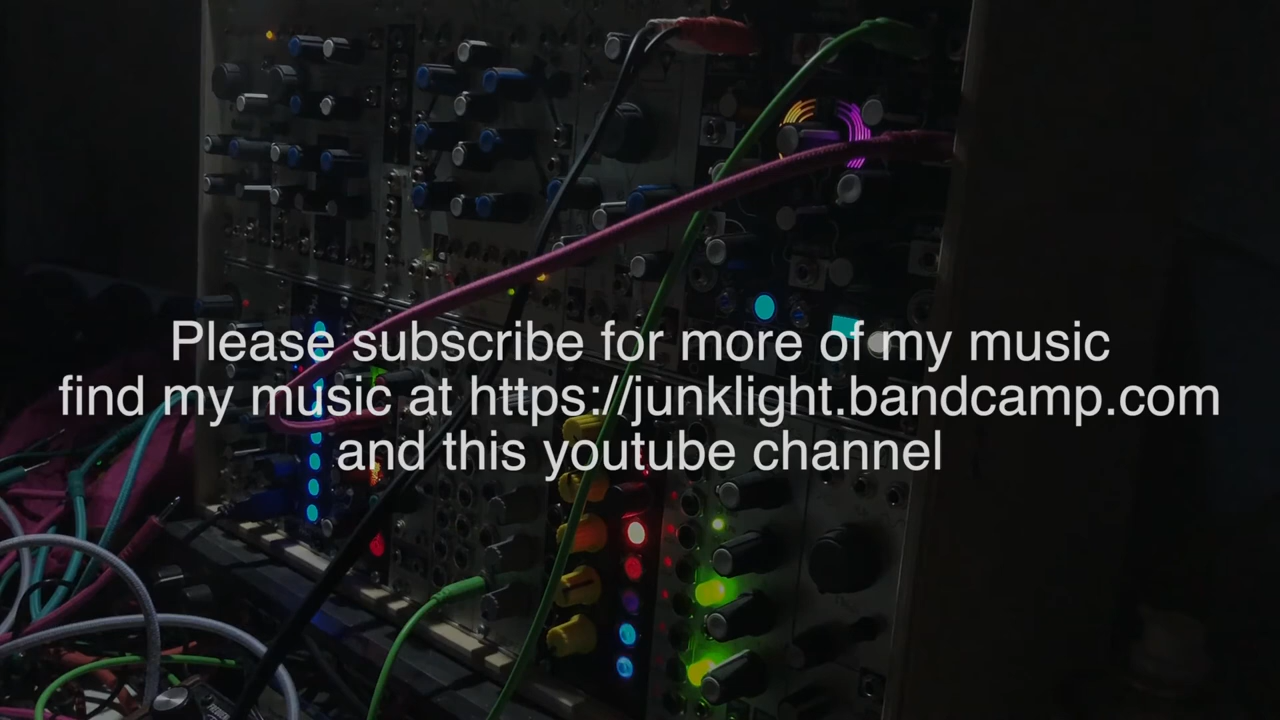 Please subscribe for more of my music
find my music at https://junklight.bandcamp.com
and this youtube channel